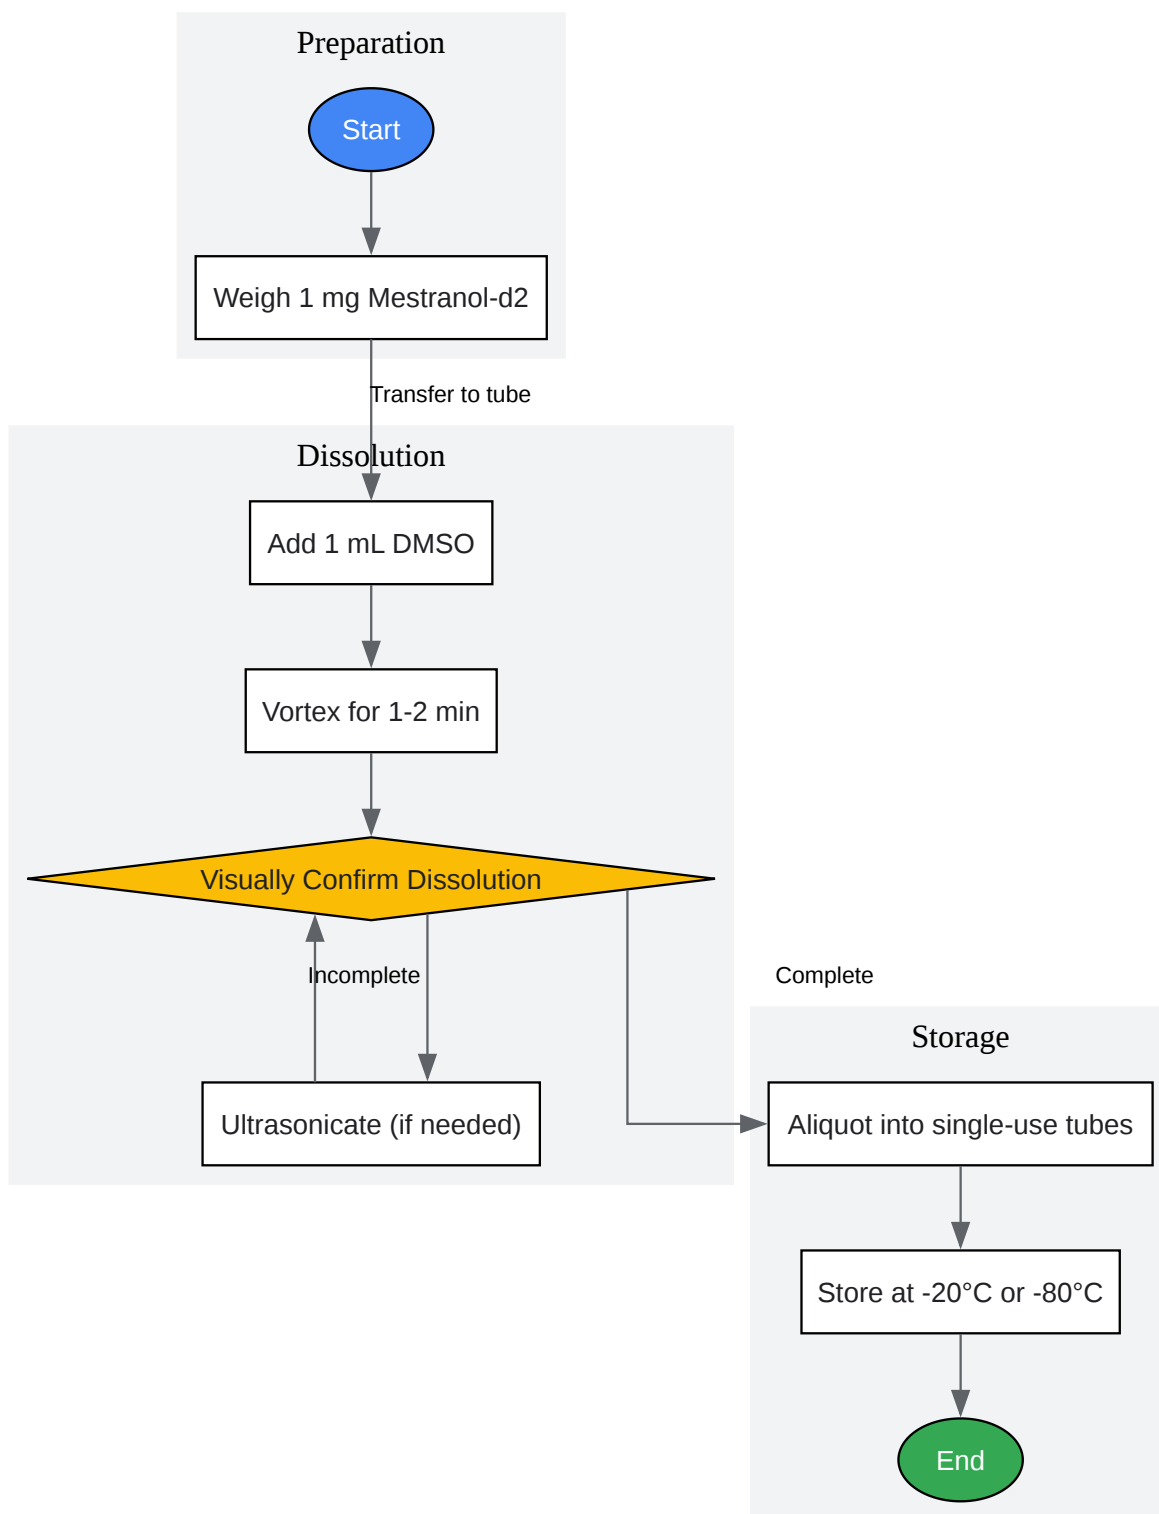 Preparation
Start
Weigh 1 mg Mestranol-d2
Transfer to tube
Dissolution
Add 1 mL DMSO
Vortex for 1-2 min
Visually Confirm Dissolution
Incomplete
Complete
Ultrasonicate (if needed)
Storage
Aliquot into single-use tubes
Store at -20°C or -80°C
End